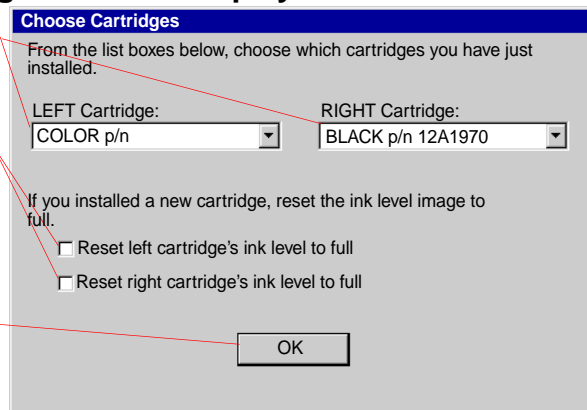 Choose Cartridges
From the list boxes below, choose which cartridges you have just
installed.
LEFT Cartridge: RIGHT Cartridge:
COLOR p/n BLACK p/n 12A1970
If you installed a new cartridge, reset the ink level image to
full.
Reset left cartridge's ink level to full
Reset right cartridge's ink level to full
OK